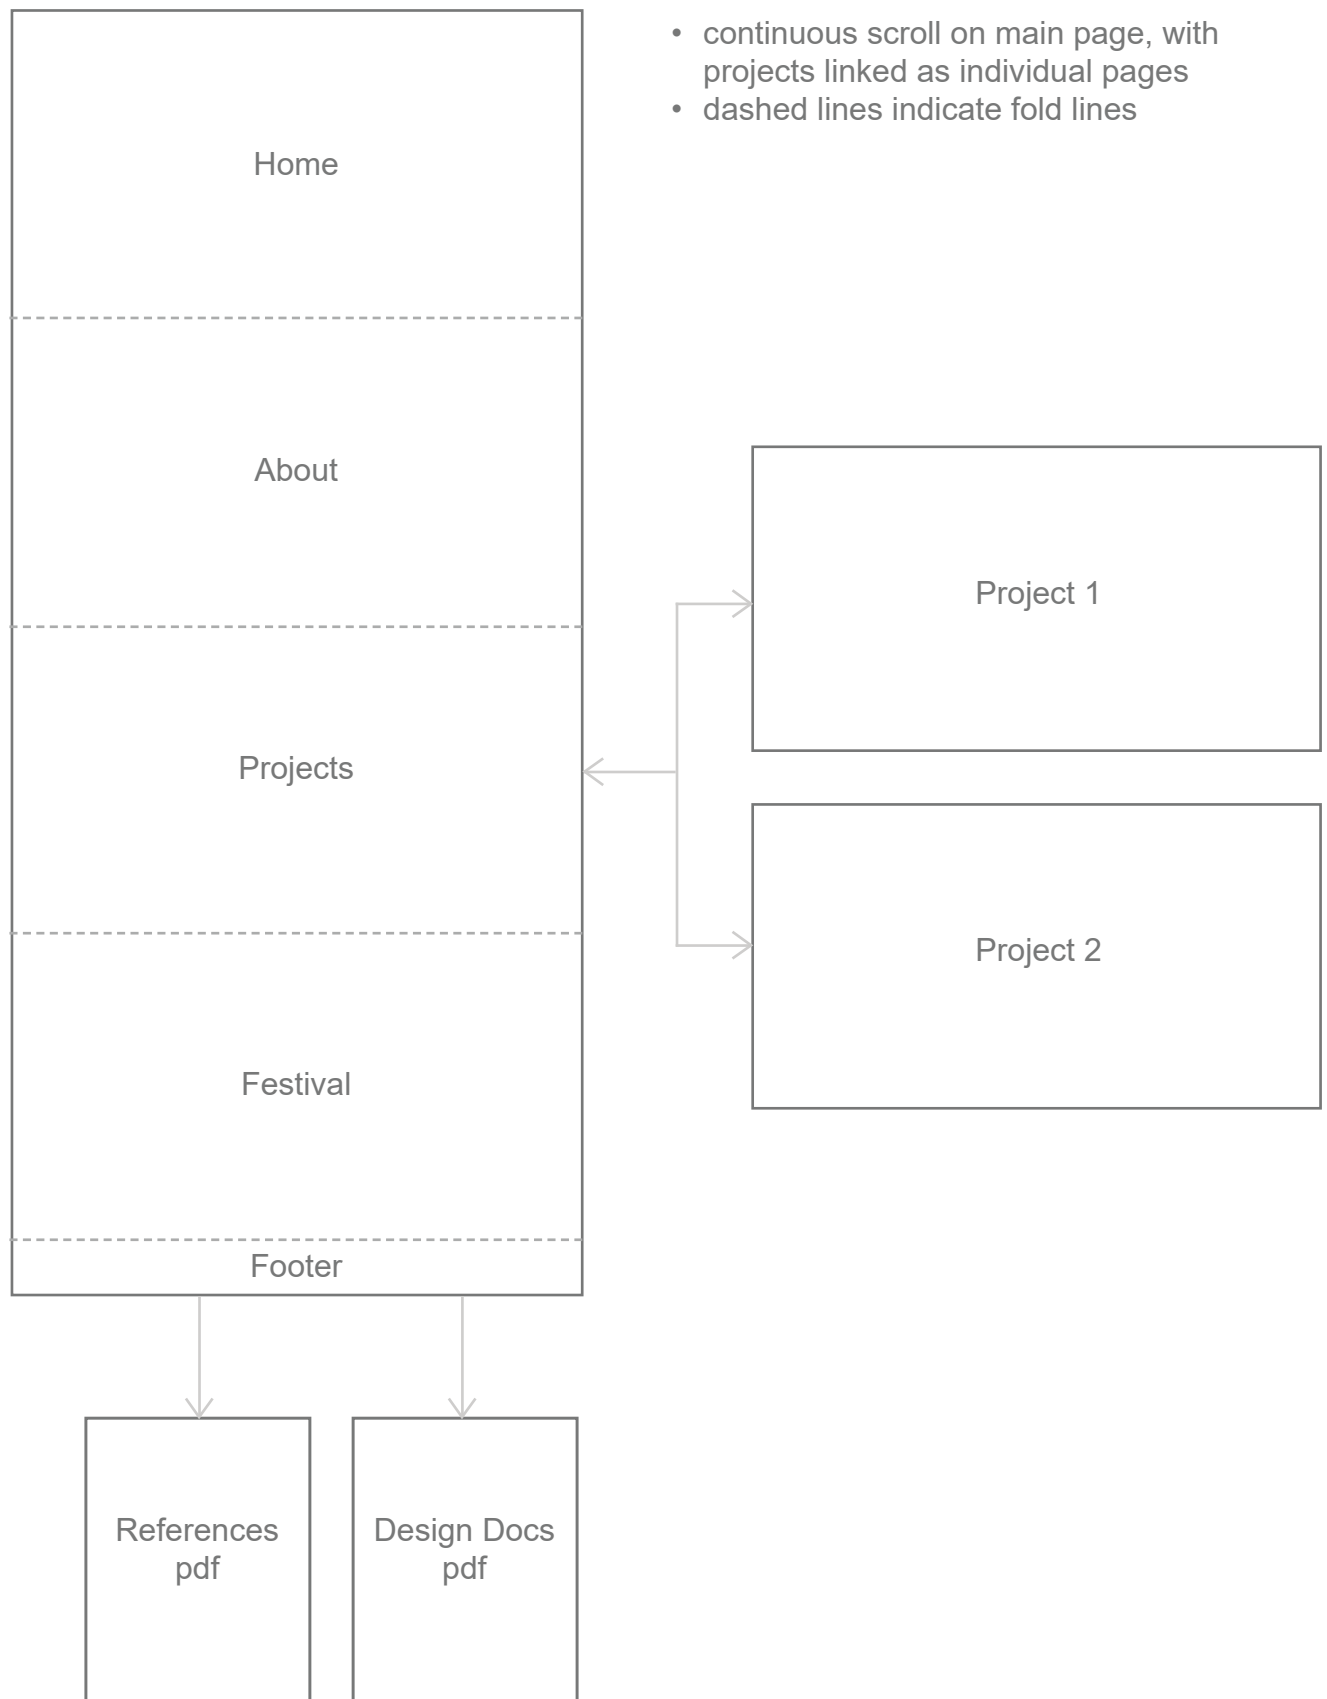 • continuous scroll on main page, with
projects linked as individual pages
• dashed lines indicate fold lines
Home
About
Projects
Project 1
Project 2
Festival
Footer
References
pdf
Design Docs
pdf